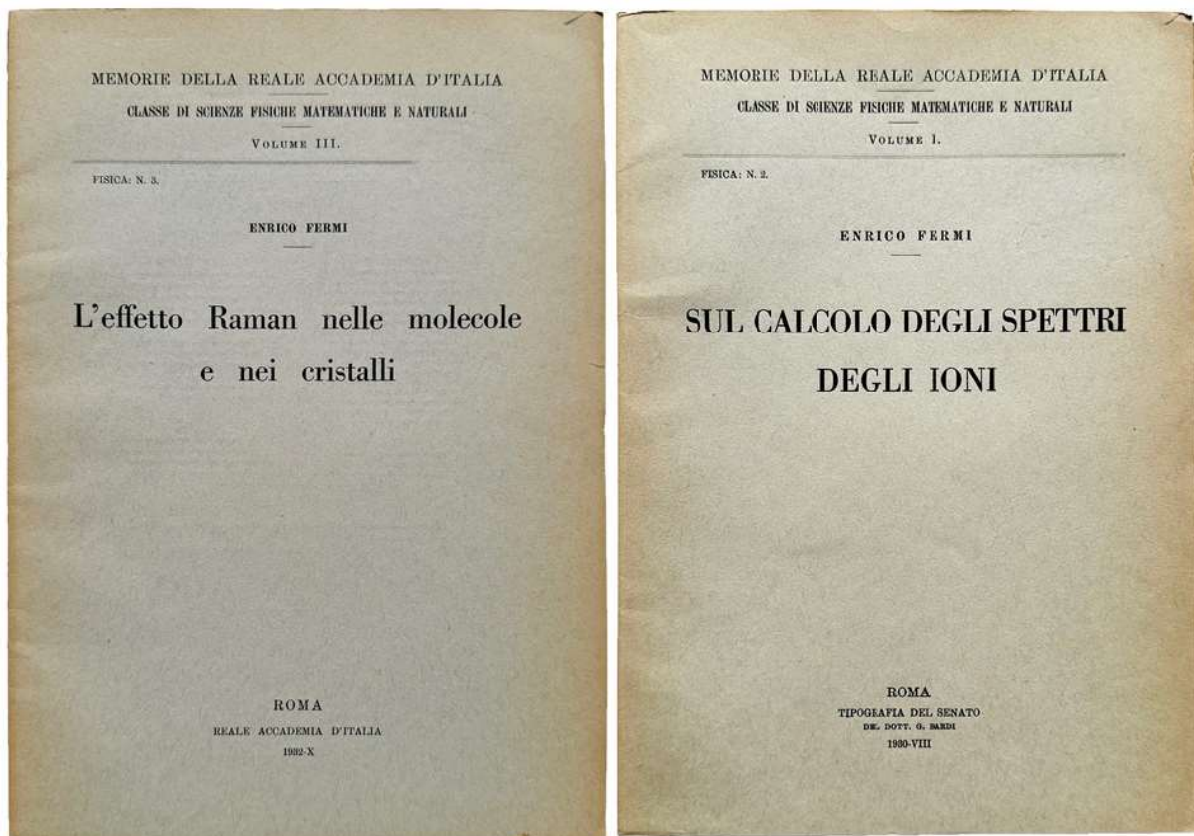 MEMORIE DELLA REALE ACCADEMIA D'ITALIA
CLASSE DI SCIENZE FISICHE MATEMATICHE E NATURALI
VOLUME III.
FISICA: N. 3.
ENRICO FERMI
L'effetto Raman nelle molecole
e nei cristalli
ROMA
REALE ACCADEMIA D'ITALIA
1932-X
MEMORIE DELLA REALE ACCADEMIA D'ITALIA
CLASSE DI SCIENZE FISICHE MATEMATICHE E NATURALI
VOLUME I.
FISICA: N. 2.
ENRICO FERMI
SUL CALCOLO DEGLI SPETTRI
DEGLI IONI
ROMA
TIPOGRAFIA DEL SENATO
DEL DOTT. G. BARDI
1930-VIII